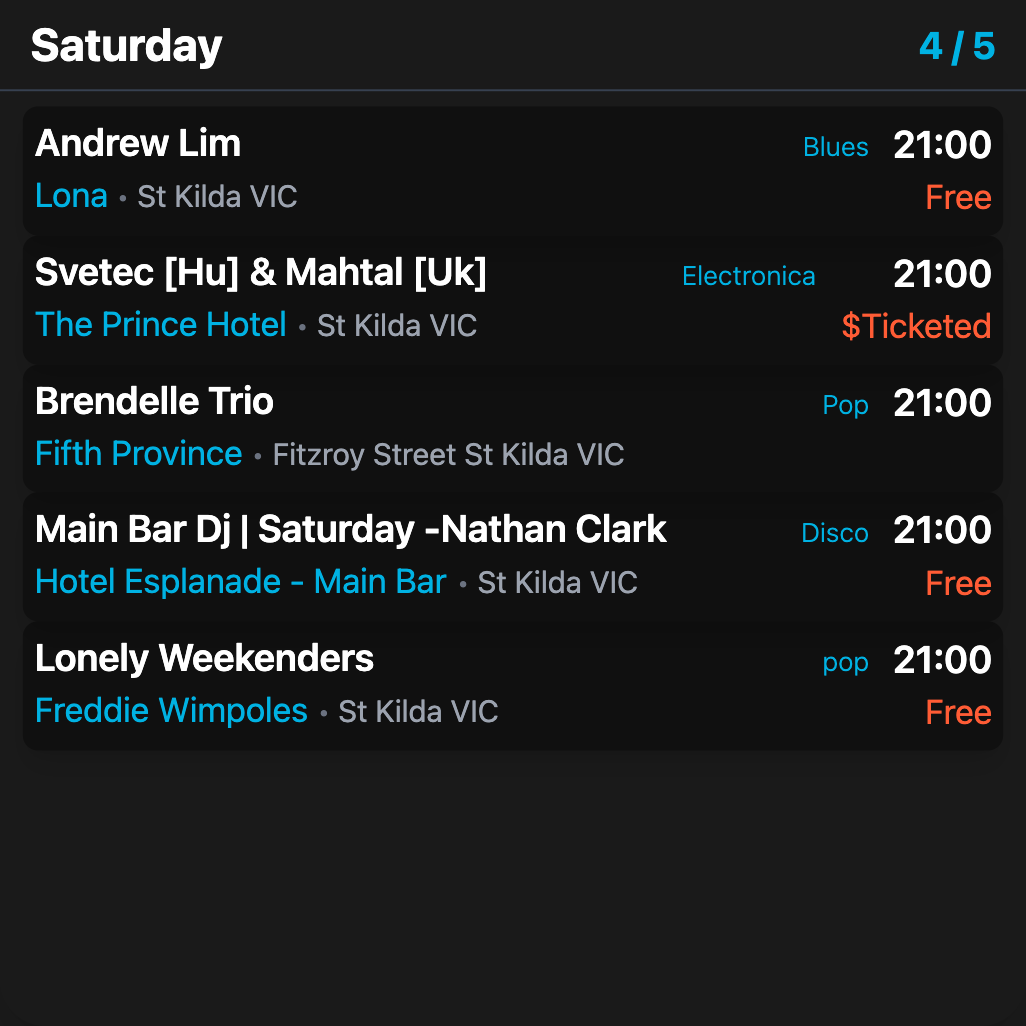 Saturday 4 / 5
Andrew Lim Blues 21:00
Lona • St Kilda VIC Free
Svetec [Hu] & Mahtal [Uk] Electronica 21:00
The Prince Hotel • St Kilda VIC $Ticketed
Brendelle Trio Pop 21:00
Fifth Province • Fitzroy Street St Kilda VIC
Main Bar Dj | Saturday -Nathan Clark Disco 21:00
Hotel Esplanade - Main Bar • St Kilda VIC Free
Lonely Weekenders pop 21:00
Freddie Wimpoles • St Kilda VIC Free